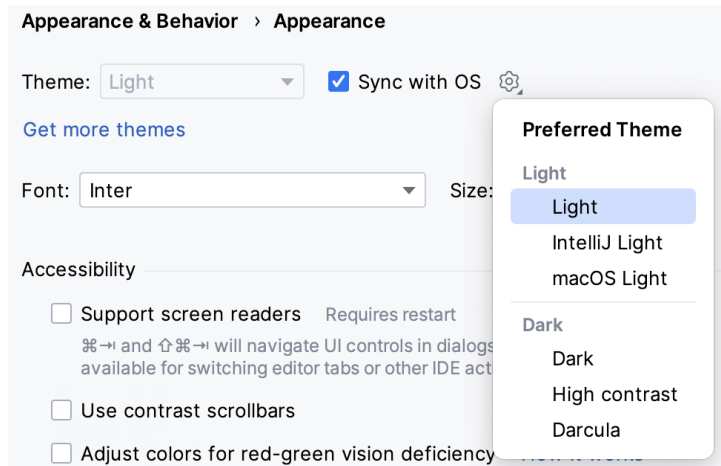 Appearance & Behavior › Appearance
Theme: Light Sync with OS
Get more themes
Font: Inter Size:
Accessibility
Support screen readers Requires restart
⌘⇥ and ⇧⌘⇥ will navigate UI controls in dialogs
available for switching editor tabs or other IDE
Use contrast scrollbars
Adjust colors for red-green vision deficiency
Preferred Theme
Light
Light
IntelliJ Light
macOS Light
Dark
Dark
High contrast
Darcula